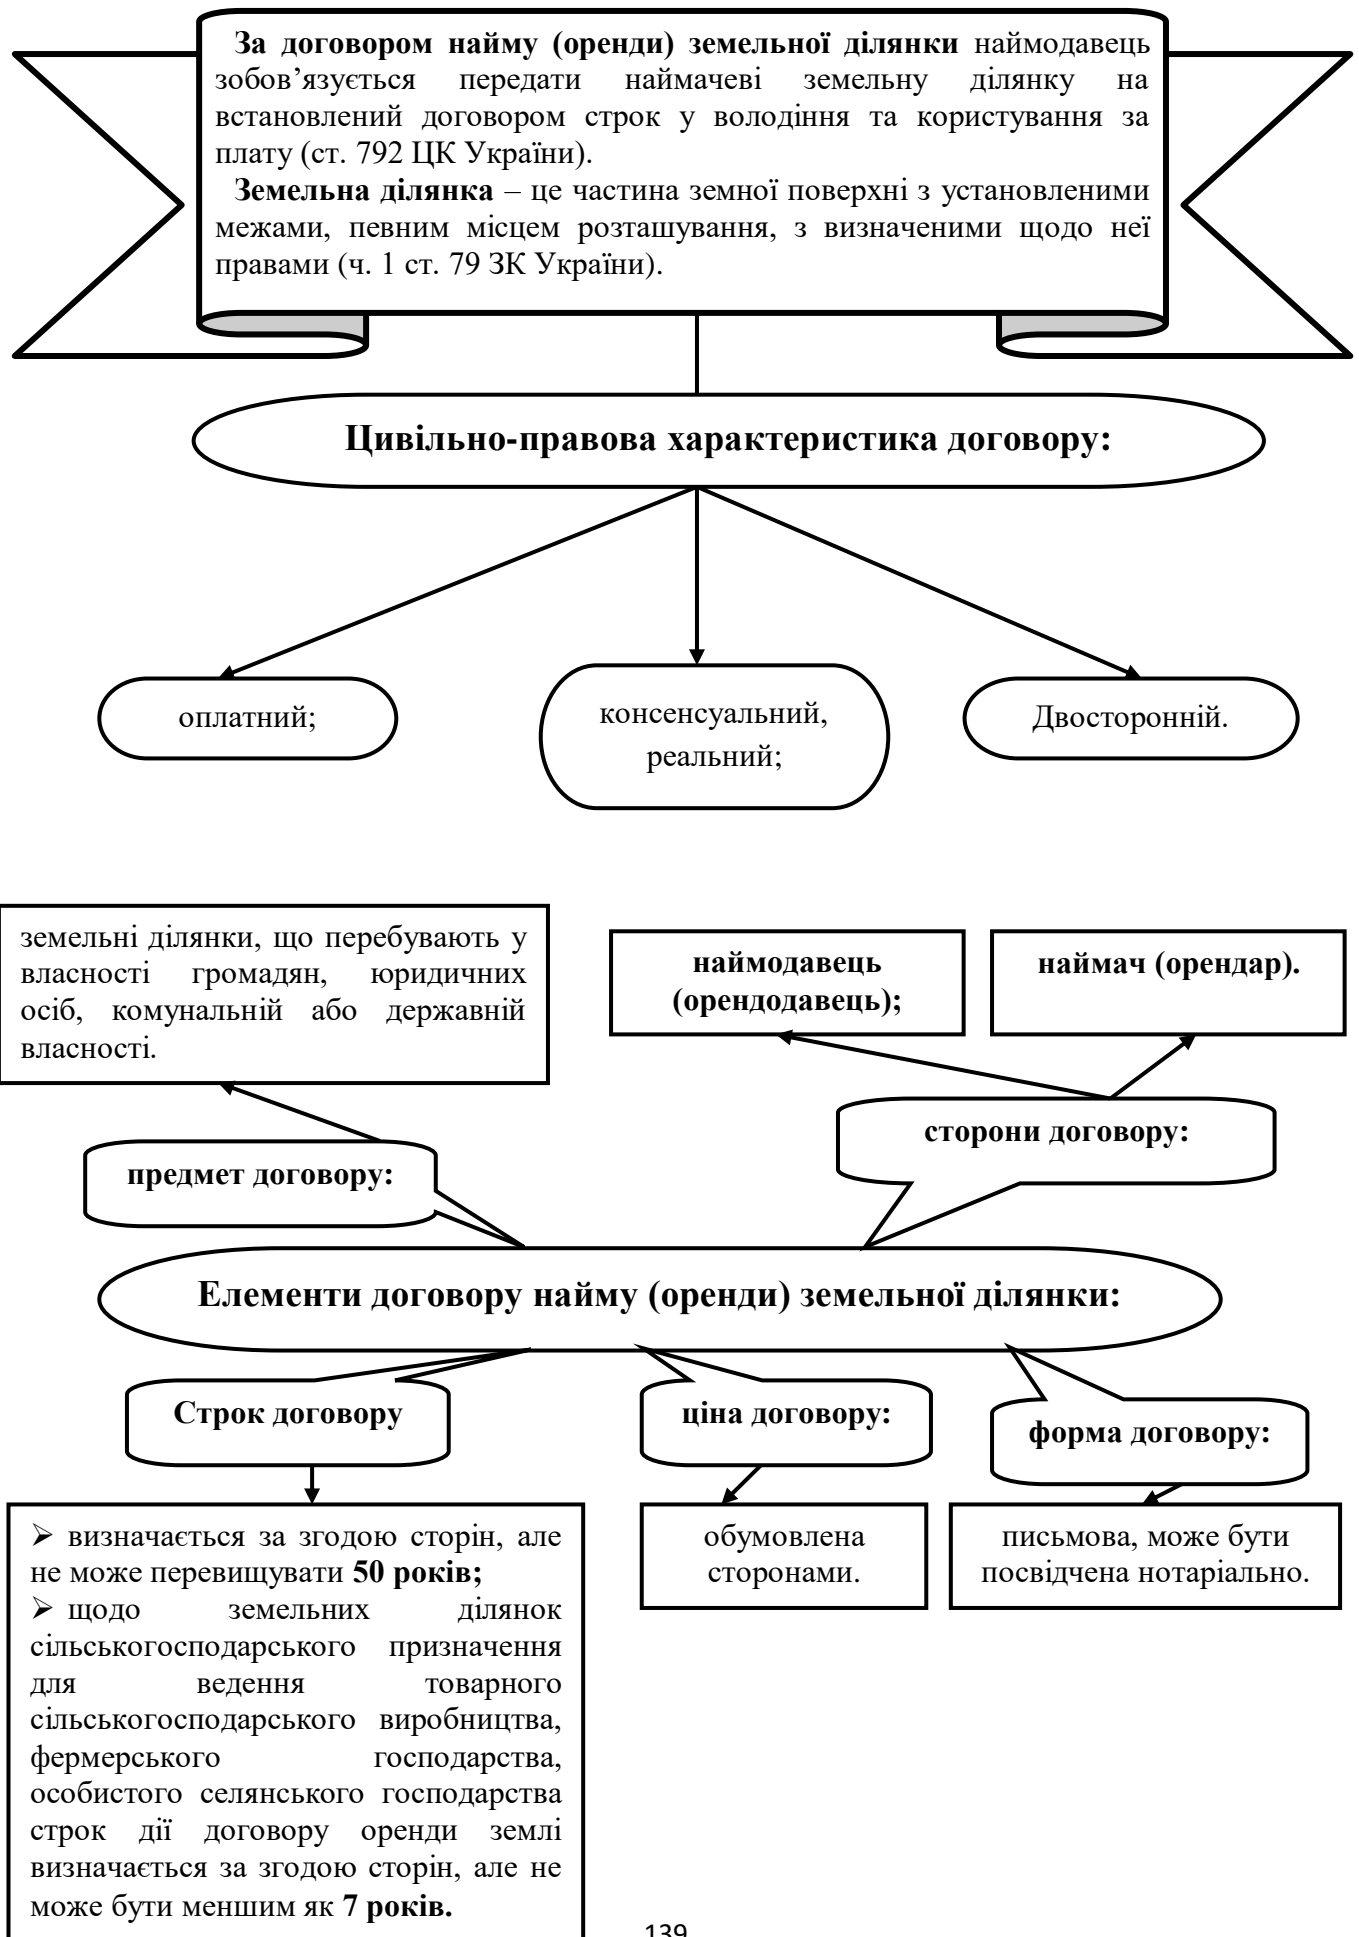 За договором найму (оренди) земельної ділянки наймодавець
зобов’язується передати наймачеві земельну ділянку на
встановлений договором строк у володіння та користування за
плату (ст. 792 ЦК України).
Земельна ділянка – це частина земної поверхні з установленими
межами, певним місцем розташування, з визначеними щодо неї
правами (ч. 1 ст. 79 ЗК України).
Цивільно-правова характеристика договору:
оплатний;
консенсуальний,
реальний;
Двосторонній.
земельні ділянки, що перебувають у
власності громадян, юридичних
осіб, комунальній або державній
власності.
наймодавець
(орендодавець);
наймач (орендар).
предмет договору:
сторони договору:
Елементи договору найму (оренди) земельної ділянки:
Строк договору
ціна договору:
форма договору:
➢ визначається за згодою сторін, але
не може перевищувати 50 років;
➢ щодо земельних ділянок
сільськогосподарського призначення
для ведення товарного
сільськогосподарського виробництва,
фермерського господарства,
особистого селянського господарства
строк дії договору оренди землі
визначається за згодою сторін, але не
може бути меншим як 7 років.
обумовлена
сторонами.
письмова, може бути
посвідчена нотаріально.
139